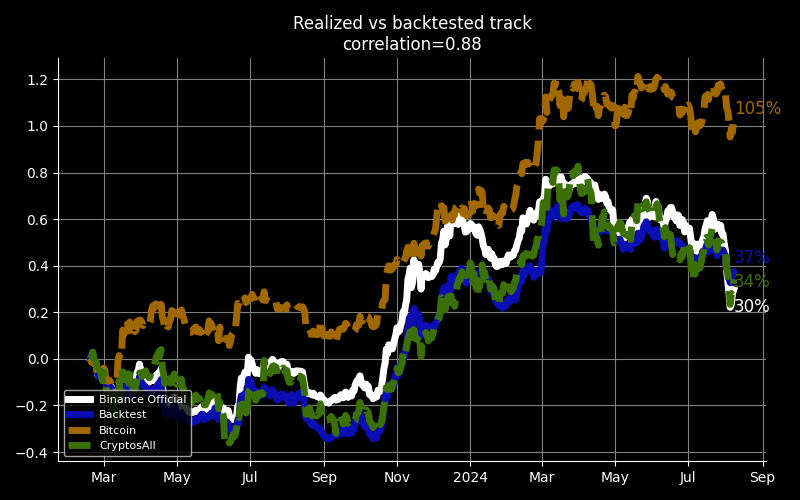 Realized vs backtested track
correlation=0.88
1.2
1.0
0.8
0.6
0.4
0.2
0.0
−0.2
−0.4
105%
37%
34%
30%
Binance Official
Backtest
Bitcoin
CryptosAll
Mar May Jul Sep Nov 2024 Mar May Jul Sep